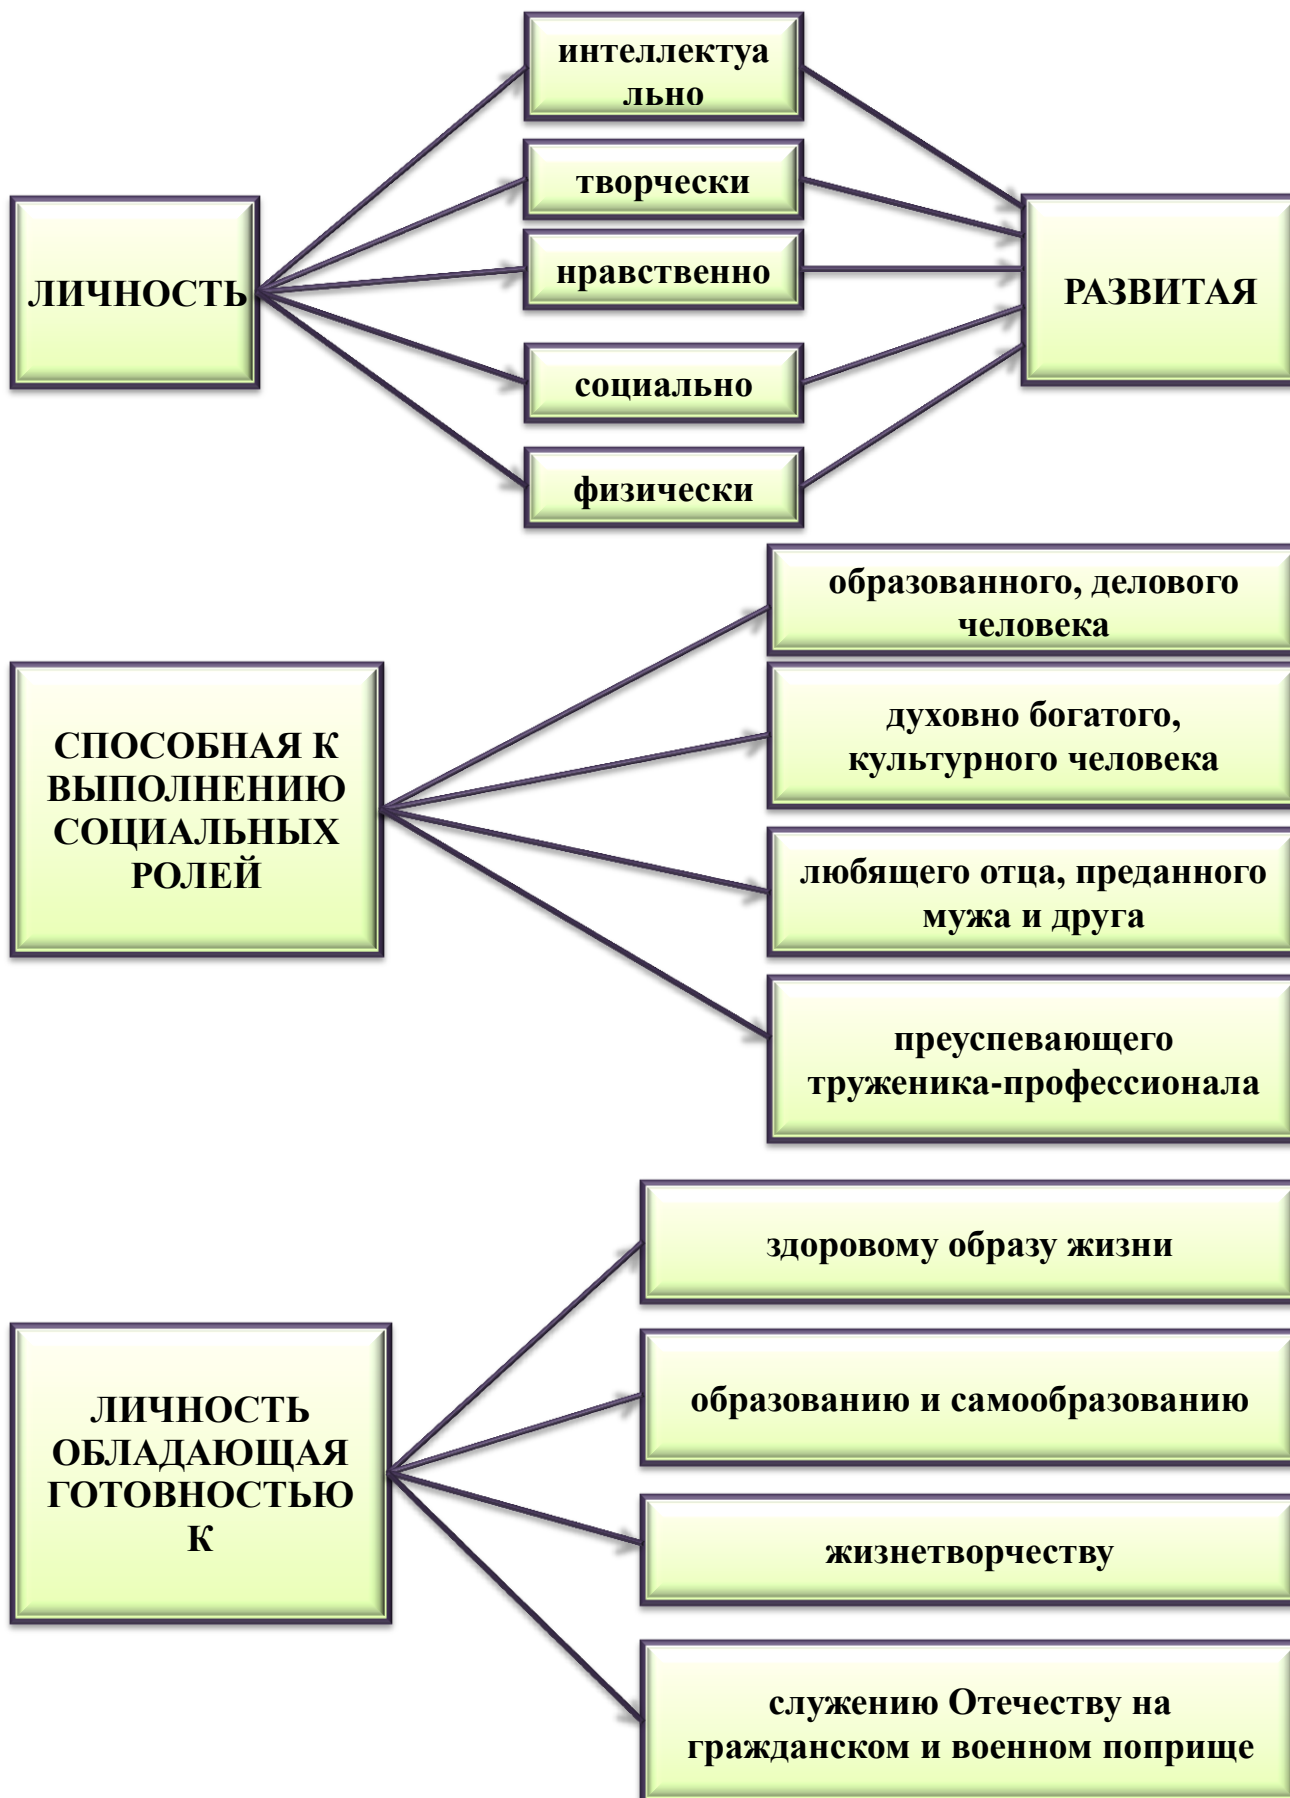 интеллектуа
льно
творчески
ЛИЧНОСТЬ
нравственно
РАЗВИТАЯ
социально
физически
образованного, делового
человека
СПОСОБНАЯ К
ВЫПОЛНЕНИЮ
СОЦИАЛЬНЫХ
РОЛЕЙ
духовно богатого,
культурного человека
любящего отца, преданного
мужа и друга
преуспевающего
труженика-профессионала
здоровому образу жизни
ЛИЧНОСТЬ
ОБЛАДАЮЩАЯ
ГОТОВНОСТЬЮ
К
образованию и самообразованию
жизнетворчеству
служению Отечеству на
гражданском и военном поприще